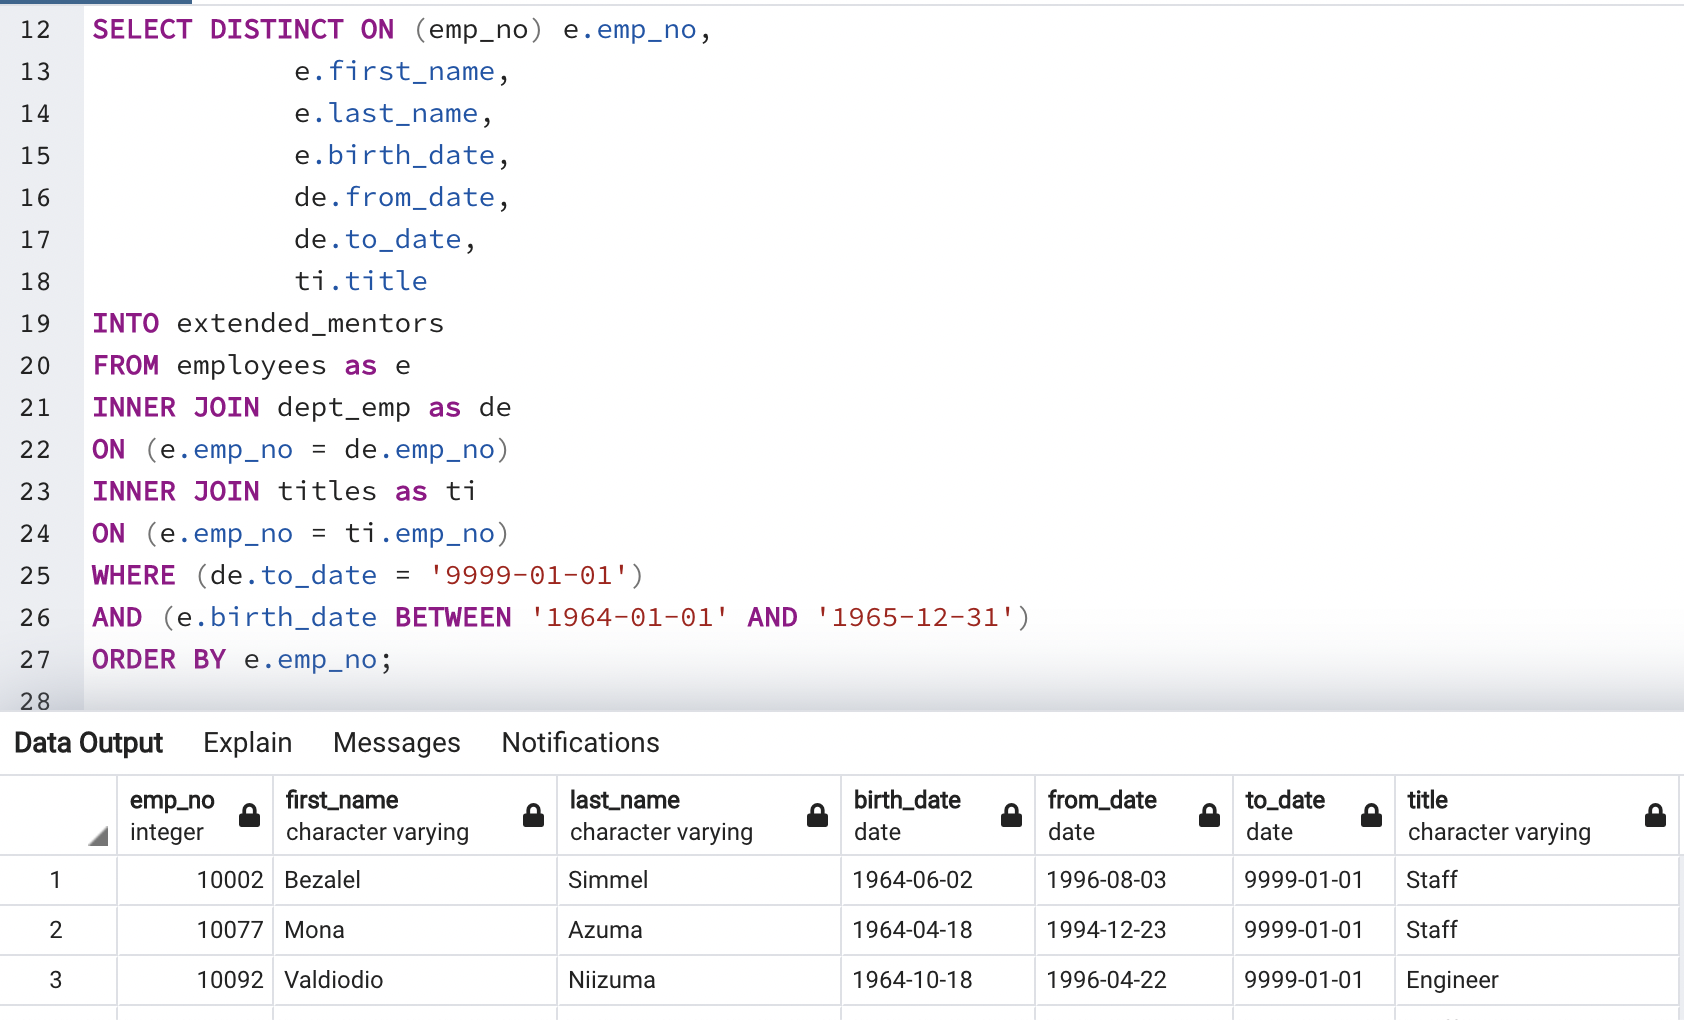 12 SELECT DISTINCT ON (emp_no) e.emp_no,
13 e.first_name,
14 e.last_name,
15 e.birth_date,
16 de.from_date,
17 de.to_date,
18 ti.title
19 INTO extended_mentors
20 FROM employees as e
21 INNER JOIN dept_emp as de
22 ON (e.emp_no = de.emp_no)
23 INNER JOIN titles as ti
24 ON (e.emp_no = ti.emp_no)
25 WHERE (de.to_date = '9999-01-01')
26 AND (e.birth_date BETWEEN '1964-01-01' AND '1965-12-31')
27 ORDER BY e.emp_no;
28
Data Output Explain Messages Notifications
emp_no first_name last_name birth_date from_date to_date title
integer character varying character varying date date date character varying
1 10002 Bezalel Simmel 1964-06-02 1996-08-03 9999-01-01 Staff
2 10077 Mona Azuma 1964-04-18 1994-12-23 9999-01-01 Staff
3 10092 Valdiodio Niizuma 1964-10-18 1996-04-22 9999-01-01 Engineer